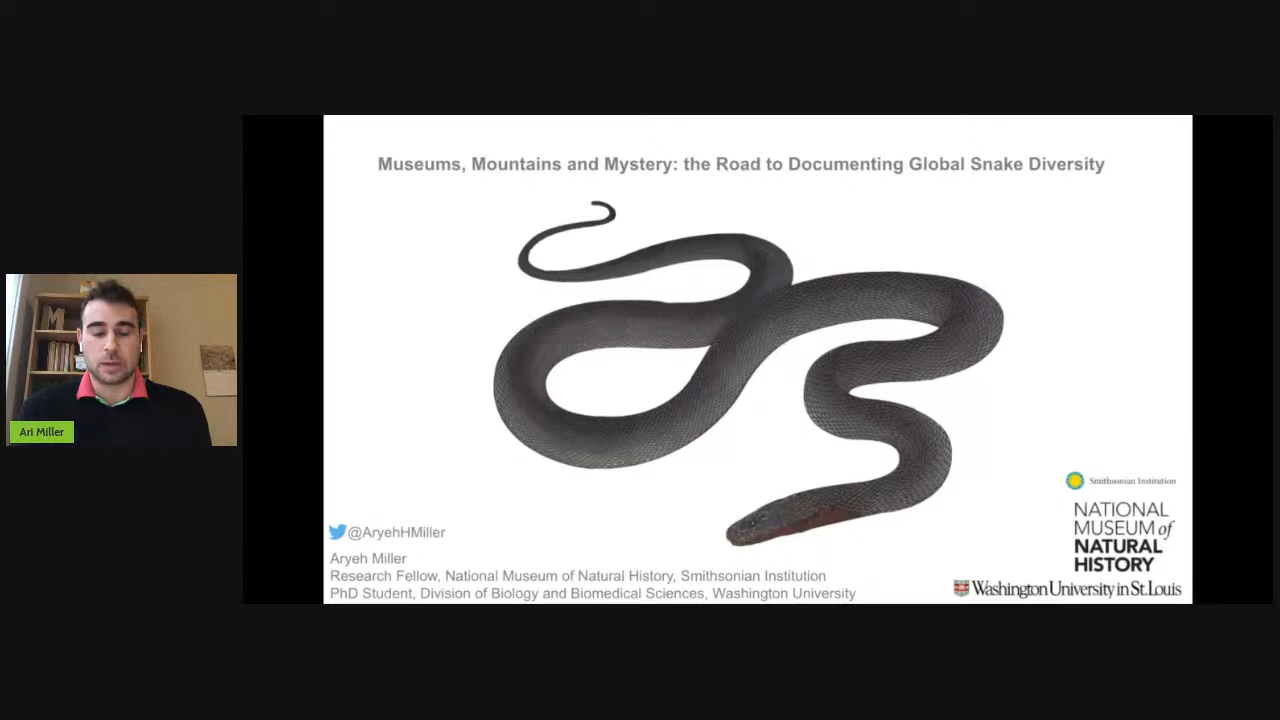 Museums, Mountains and Mystery: the Road to Documenting Global Snake Diversity
M
Ari Miller
@AryehHMiller
Aryeh Miller
Research Fellow, National Museum of Natural History, Smithsonian Institution
PhD Student, Division of Biology and Biomedical Sciences, Washington University
Smithsonian Institution
NATIONAL
MUSEUM of
NATURAL
HISTORY
Washington University in St. Louis